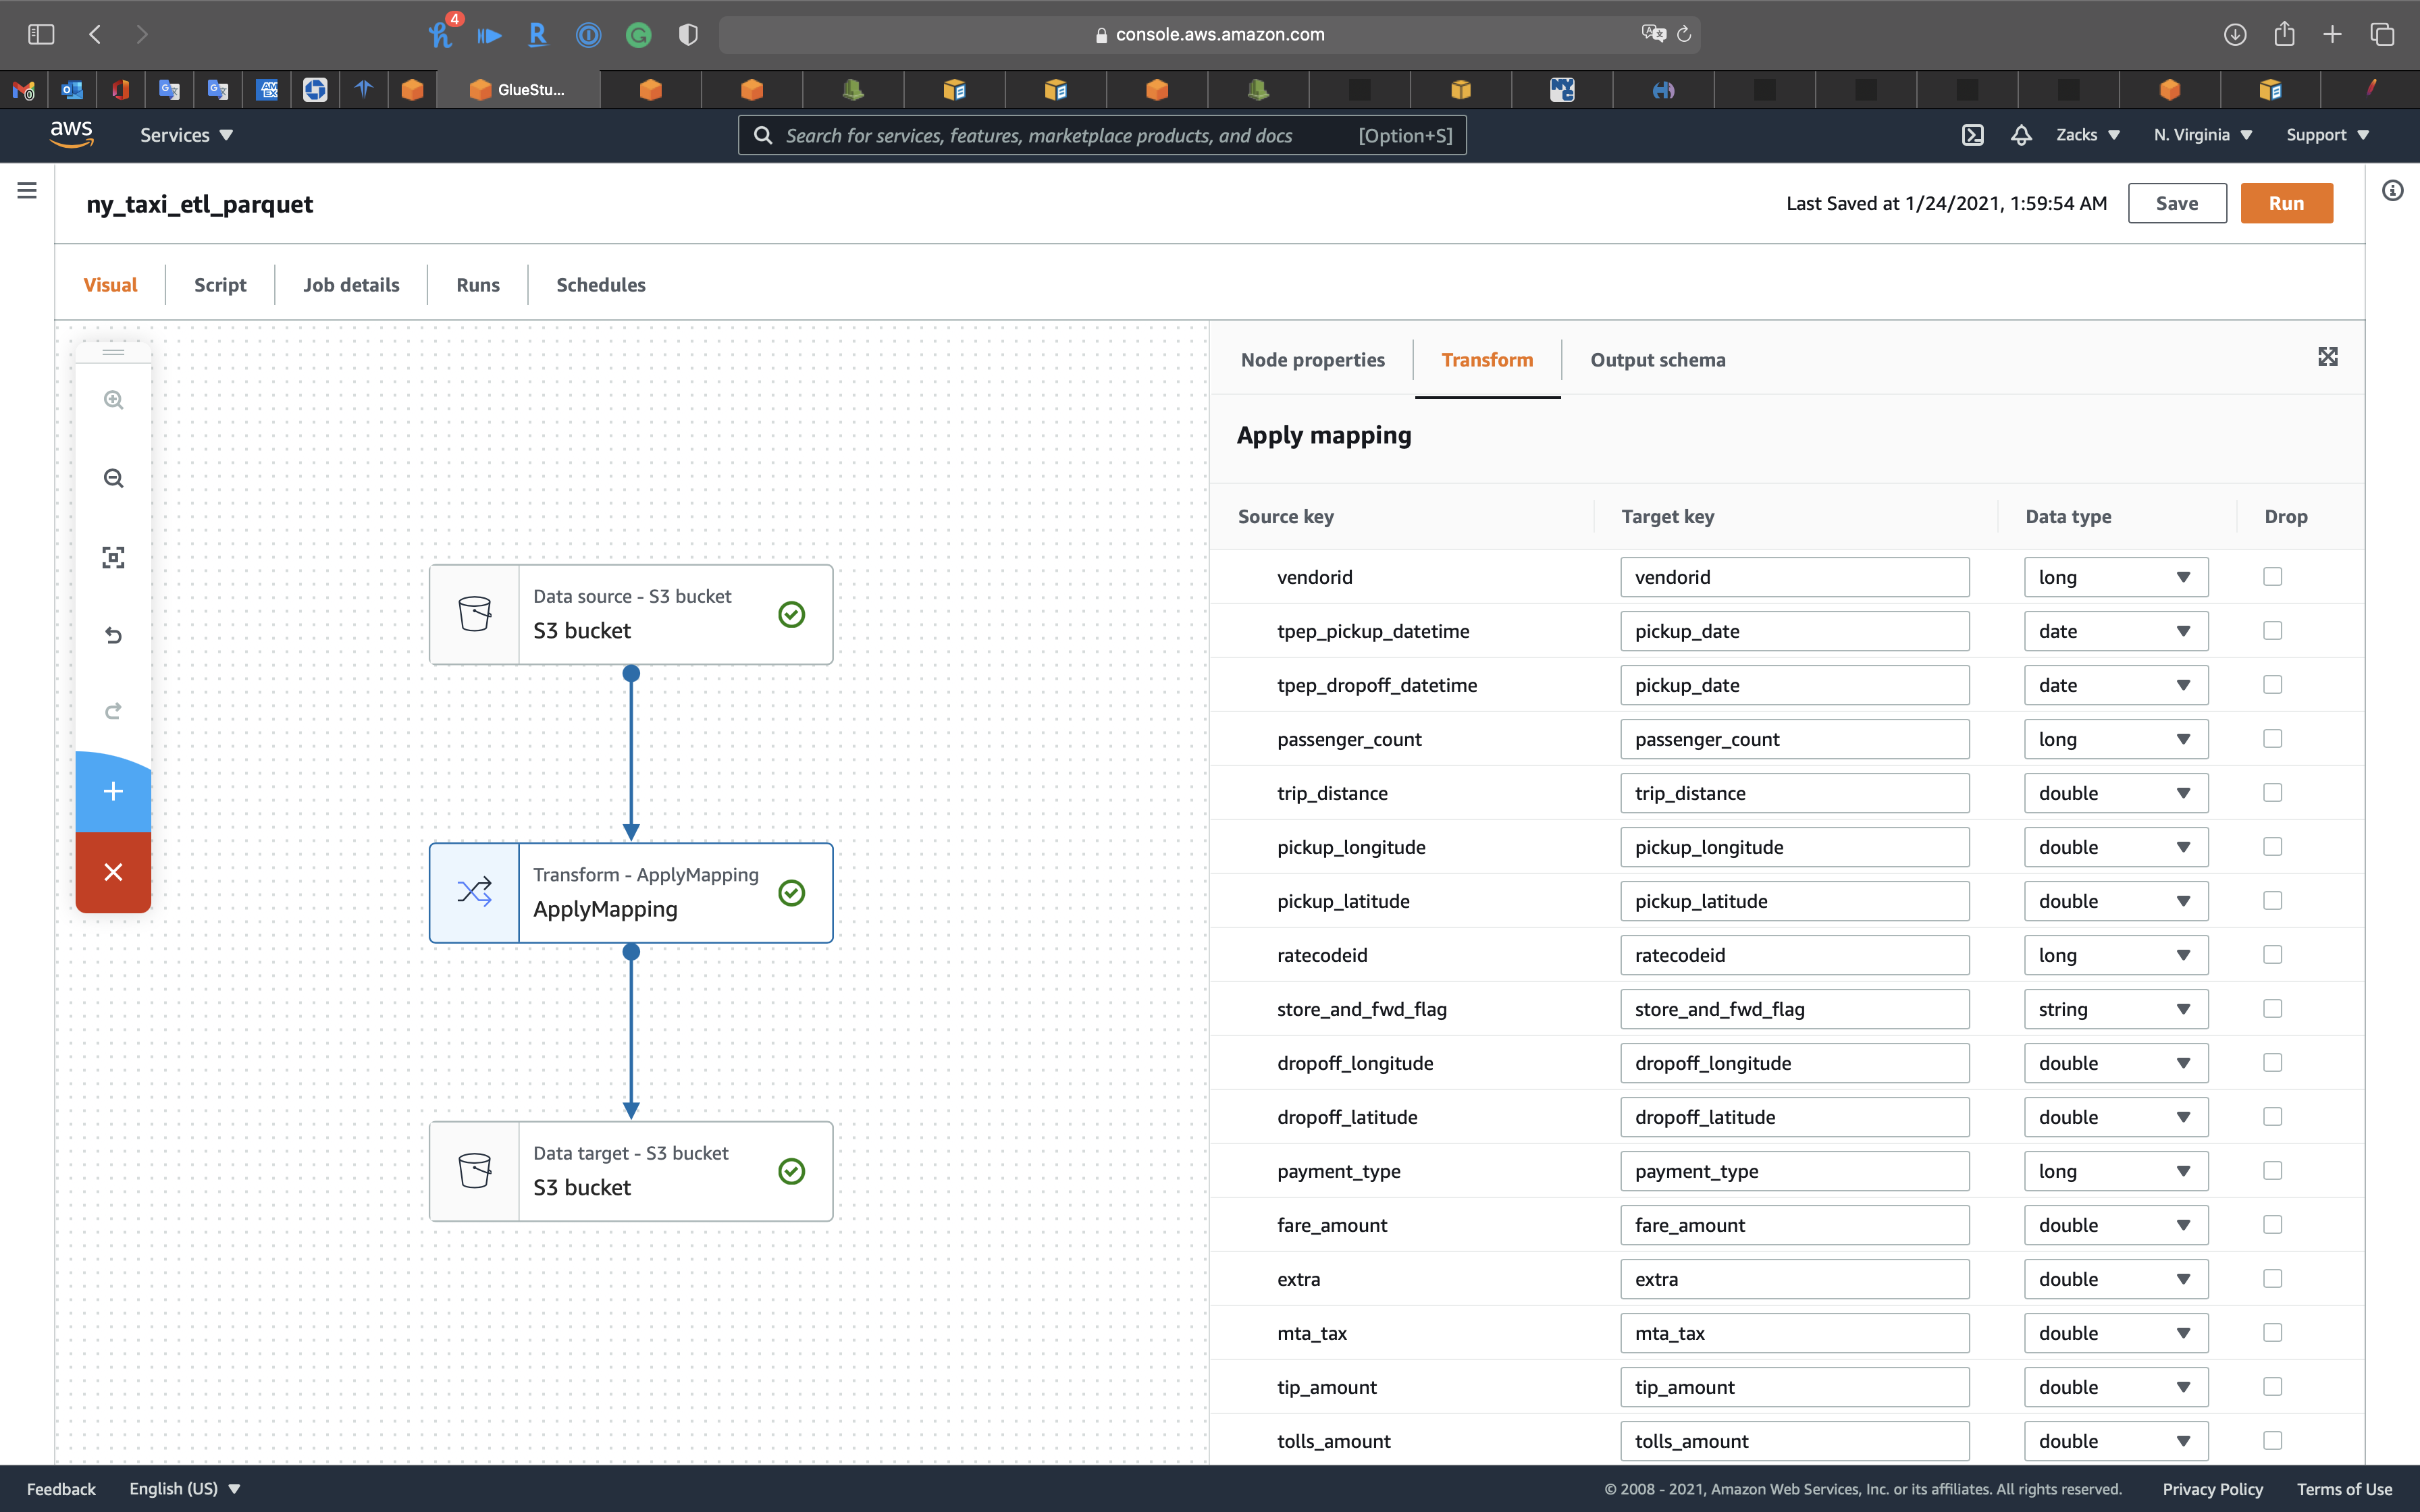 4
console.aws.amazon.com
GlueStu...
aws
Services
Search for services, features, marketplace products, and docs [Option+S]
Zacks
N. Virginia
Support
ny_taxi_etl_parquet
Last Saved at 1/24/2021, 1:59:54 AM
Save
Run
Visual
Script
Job details
Runs
Schedules
Node properties
Transform
Output schema
Apply mapping
Source key Target key Data type Drop
vendorid vendorid long
tpep_pickup_datetime pickup_date date
tpep_dropoff_datetime pickup_date date
passenger_count passenger_count long
trip_distance trip_distance double
pickup_longitude pickup_longitude double
pickup_latitude pickup_latitude double
ratecodeid ratecodeid long
store_and_fwd_flag store_and_fwd_flag string
dropoff_longitude dropoff_longitude double
dropoff_latitude dropoff_latitude double
payment_type payment_type long
fare_amount fare_amount double
extra extra double
mta_tax mta_tax double
tip_amount tip_amount double
tolls_amount tolls_amount double
Data source - S3 bucket
S3 bucket
Transform - ApplyMapping
ApplyMapping
Data target - S3 bucket
S3 bucket
Feedback
English (US)
© 2008 - 2021, Amazon Web Services, Inc. or its affiliates. All rights reserved.
Privacy Policy
Terms of Use